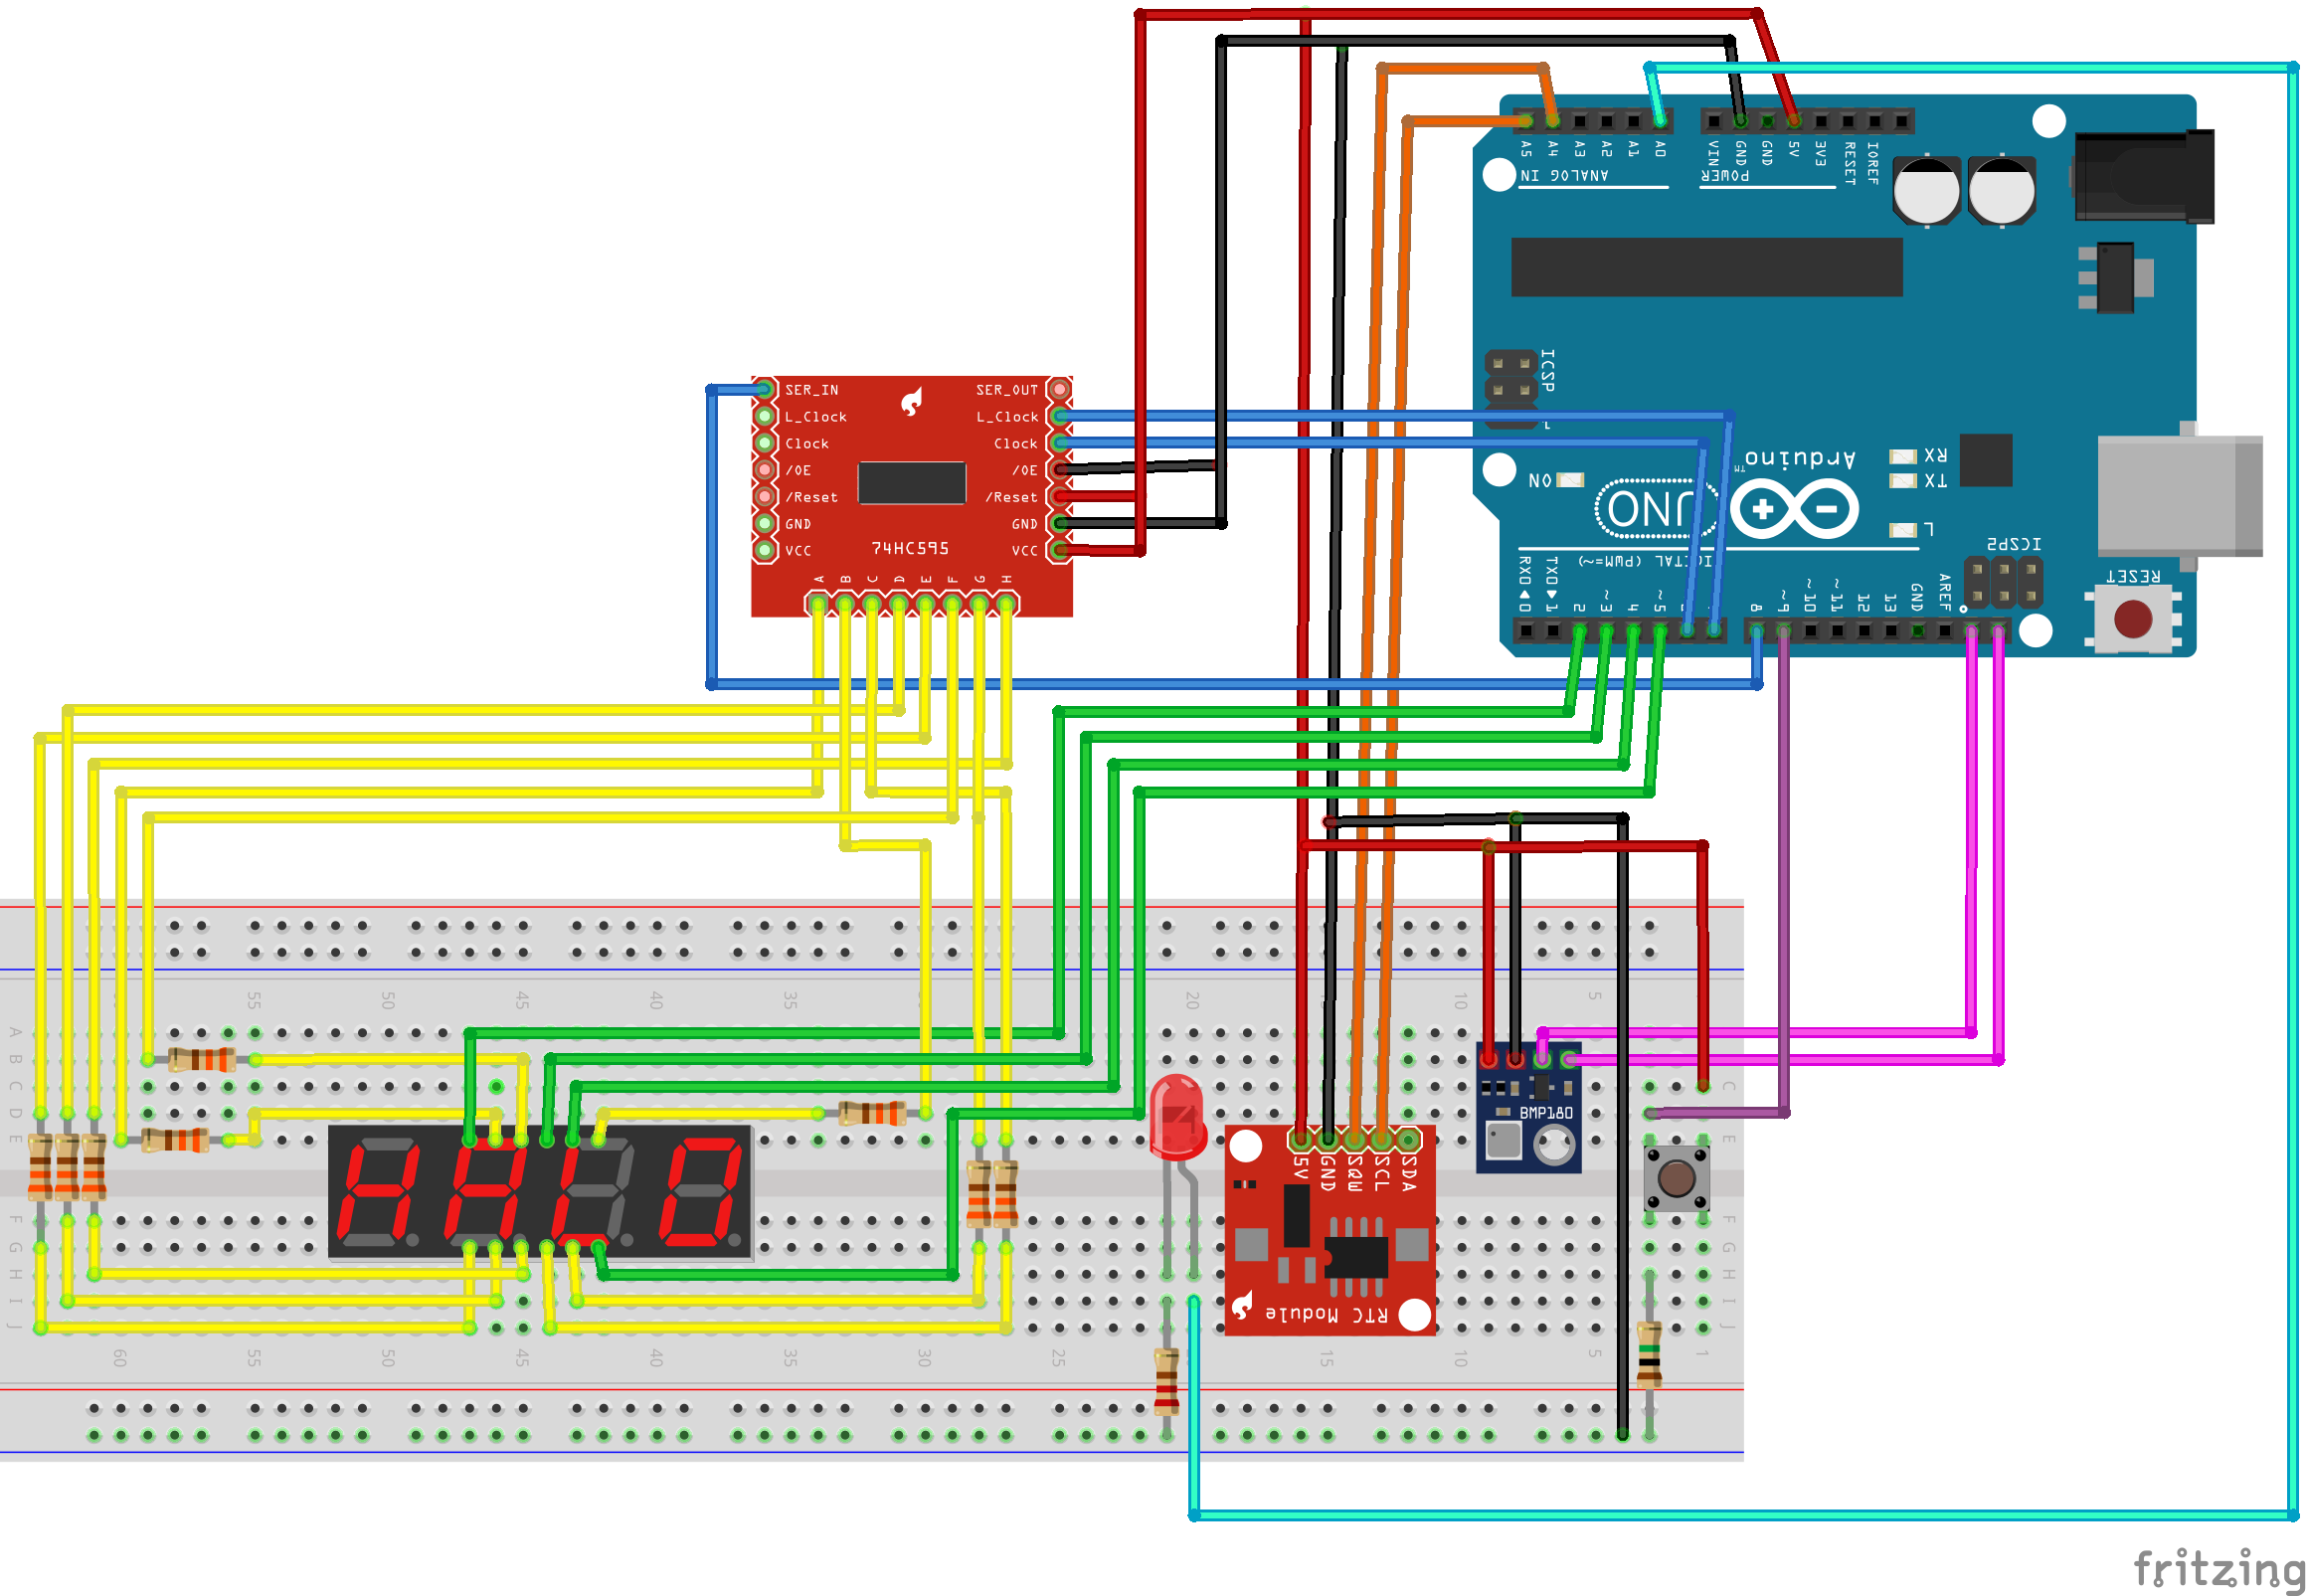 A5 A4 A3 A2 A1 A0 VIN GND GND 5V 3V3 RESET IOREF
ANALOG IN POWER
ICSP
1
SER_IN SER_OUT
L_Clock L_Clock
Clock Clock
/OE /OE
/Reset /Reset
GND GND
VCC 74HC595 VCC
A B C D E F G H
Arduino
TM
RX
TX
ON
UNO
L
ICSP2
RESET
(PWM=~)
RX0 TX0
0 1 2 ~3 4 ~5 8 ~9 ~10 ~11 12 13 GND AREF
55 50 45 40 35 20 10 5
A
B
C C
D
E E
BMP180
5V GND SQW SCL SDA
F F
G G
H H
I I
J J
RTC Module
60 55 50 45 40 35 30 25 15 10 5 1
fritzing